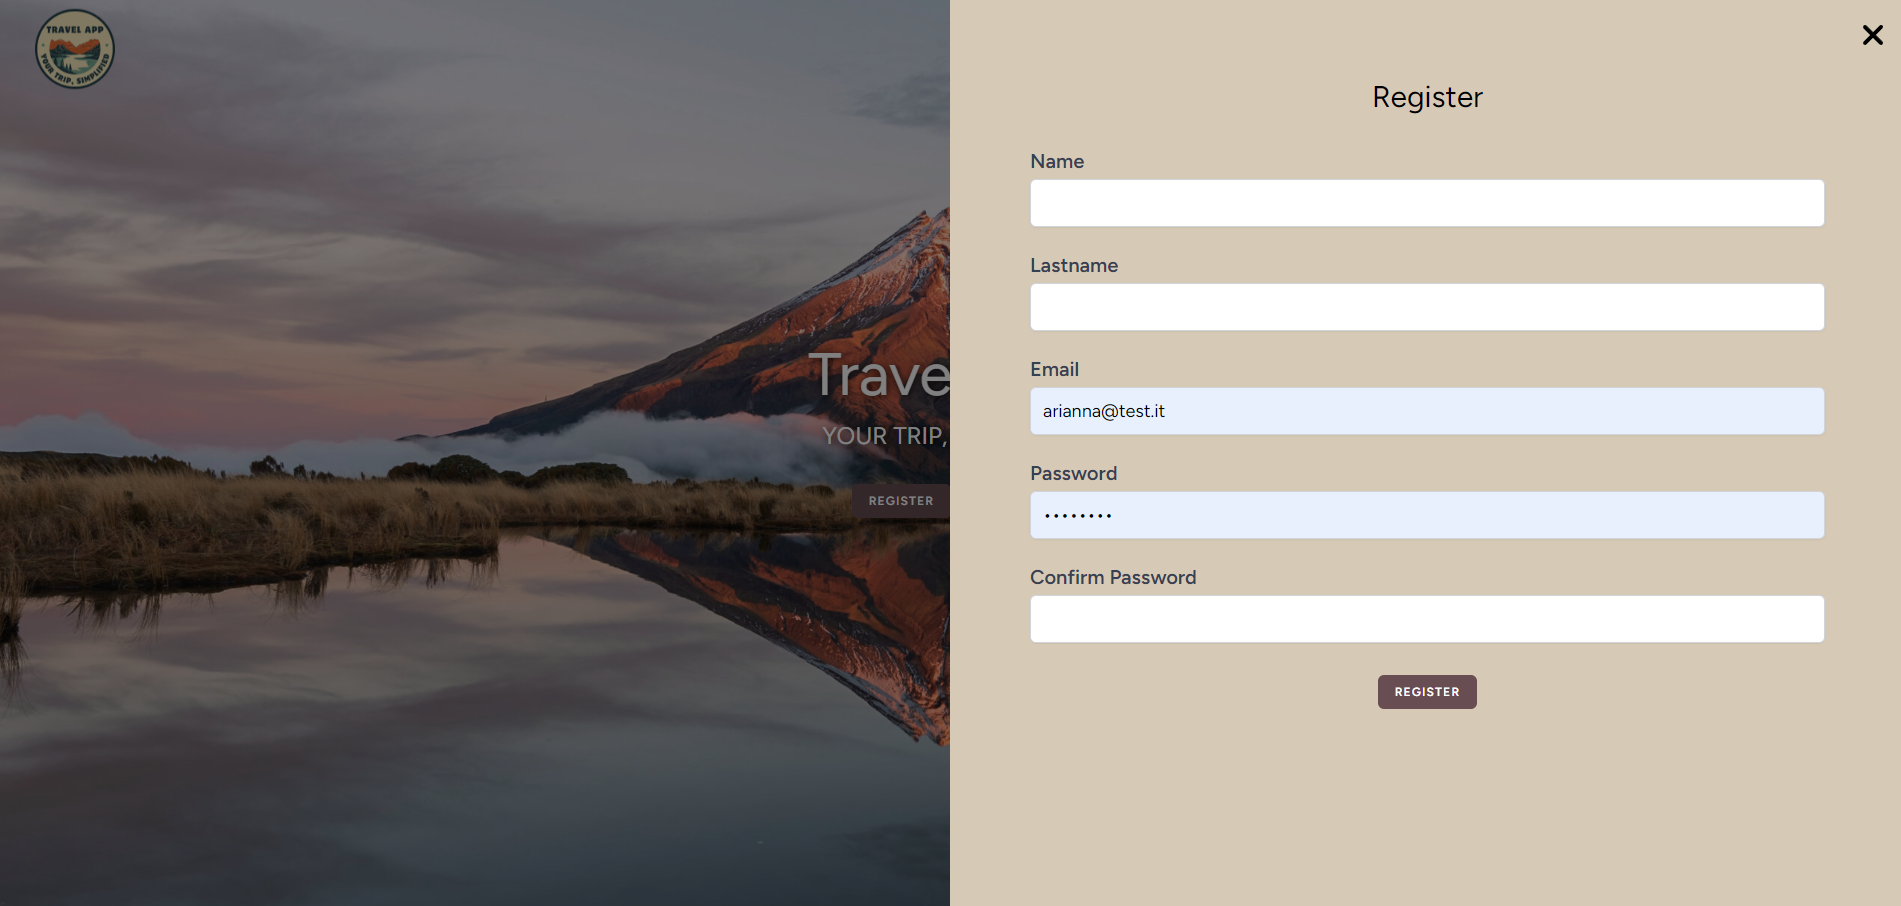 TRAVEL APP
YOUR TRIP, SIMPLIFIED
Trave
YOUR TRIP,
REGISTER
Register
Name
Lastname
Email
arianna@test.it
Password
••••••••
Confirm Password
REGISTER